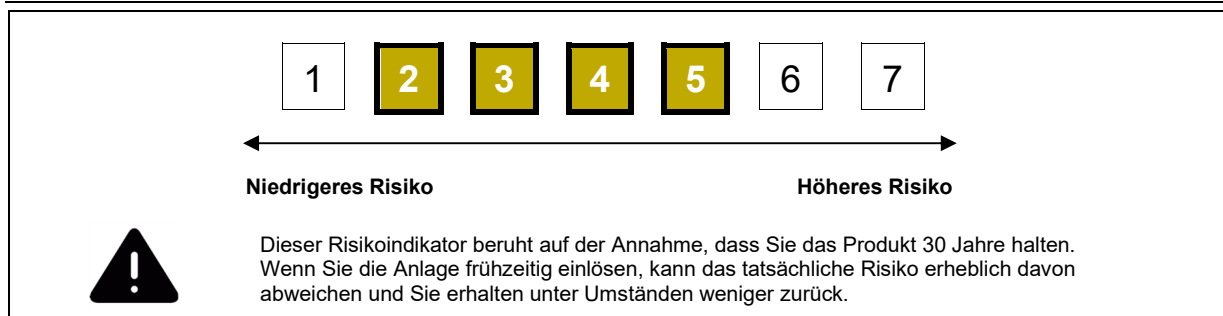 1 2 3 4 5 6 7
Niedrigeres Risiko Höheres Risiko
Dieser Risikoindikator beruht auf der Annahme, dass Sie das Produkt 30 Jahre halten.
Wenn Sie die Anlage frühzeitig einlösen, kann das tatsächliche Risiko erheblich davon
abweichen und Sie erhalten unter Umständen weniger zurück.